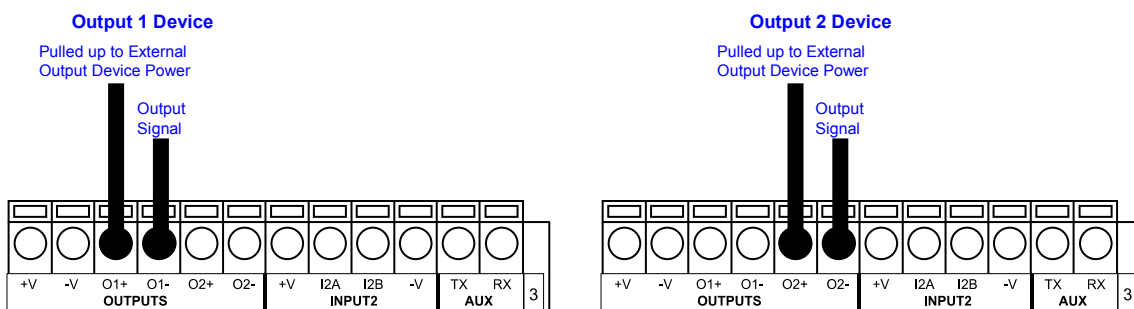 Output 1 Device
Pulled up to External
Output Device Power
Output
Signal
+V -V O1+ O1- O2+ O2- +V I2A I2B -V TX RX
OUTPUTS INPUT2 AUX
3
Output 2 Device
Pulled up to External
Output Device Power
Output
Signal
+V -V O1+ O1- O2+ O2- +V I2A I2B -V TX RX
OUTPUTS INPUT2 AUX
3